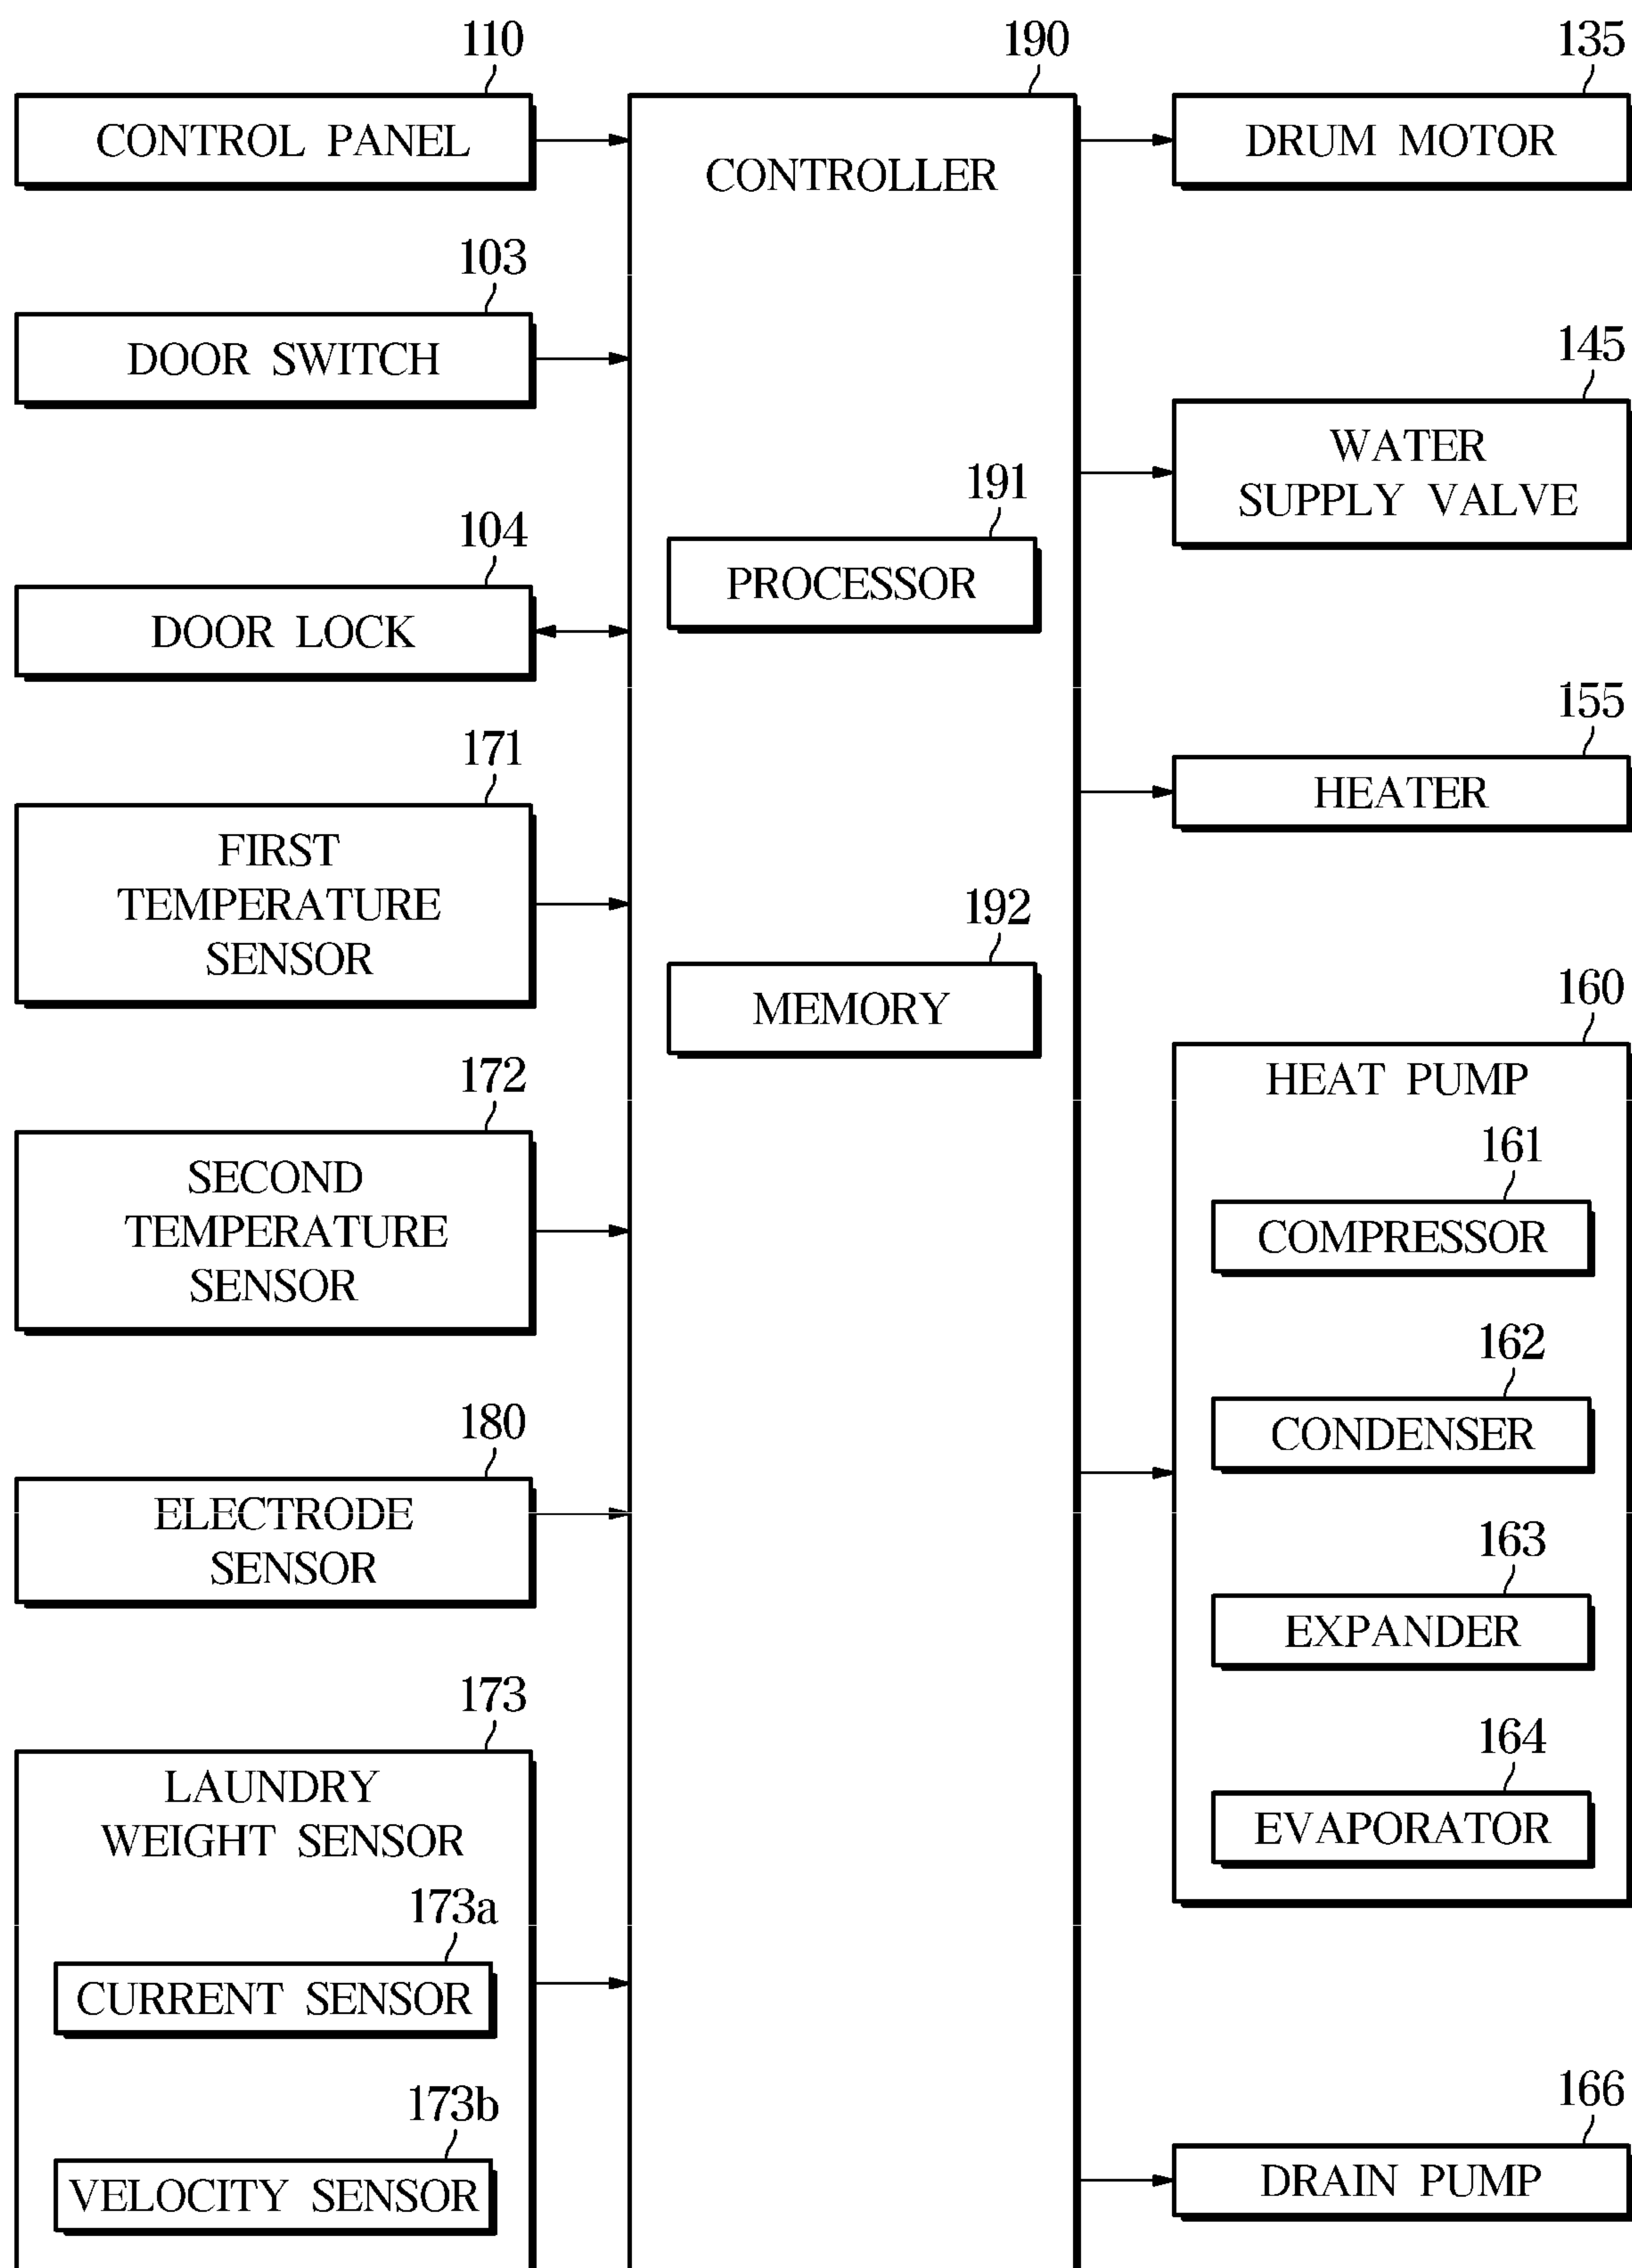 110
CONTROL PANEL
103
DOOR SWITCH
104
DOOR LOCK
171
FIRST
TEMPERATURE
SENSOR
172
SECOND
TEMPERATURE
SENSOR
180
ELECTRODE
SENSOR
173
LAUNDRY
WEIGHT SENSOR
173a
CURRENT SENSOR
173b
VELOCITY SENSOR
190
CONTROLLER
191
PROCESSOR
192
MEMORY
135
DRUM MOTOR
145
WATER
SUPPLY VALVE
155
HEATER
160
HEAT PUMP
161
COMPRESSOR
162
CONDENSER
163
EXPANDER
164
EVAPORATOR
166
DRAIN PUMP